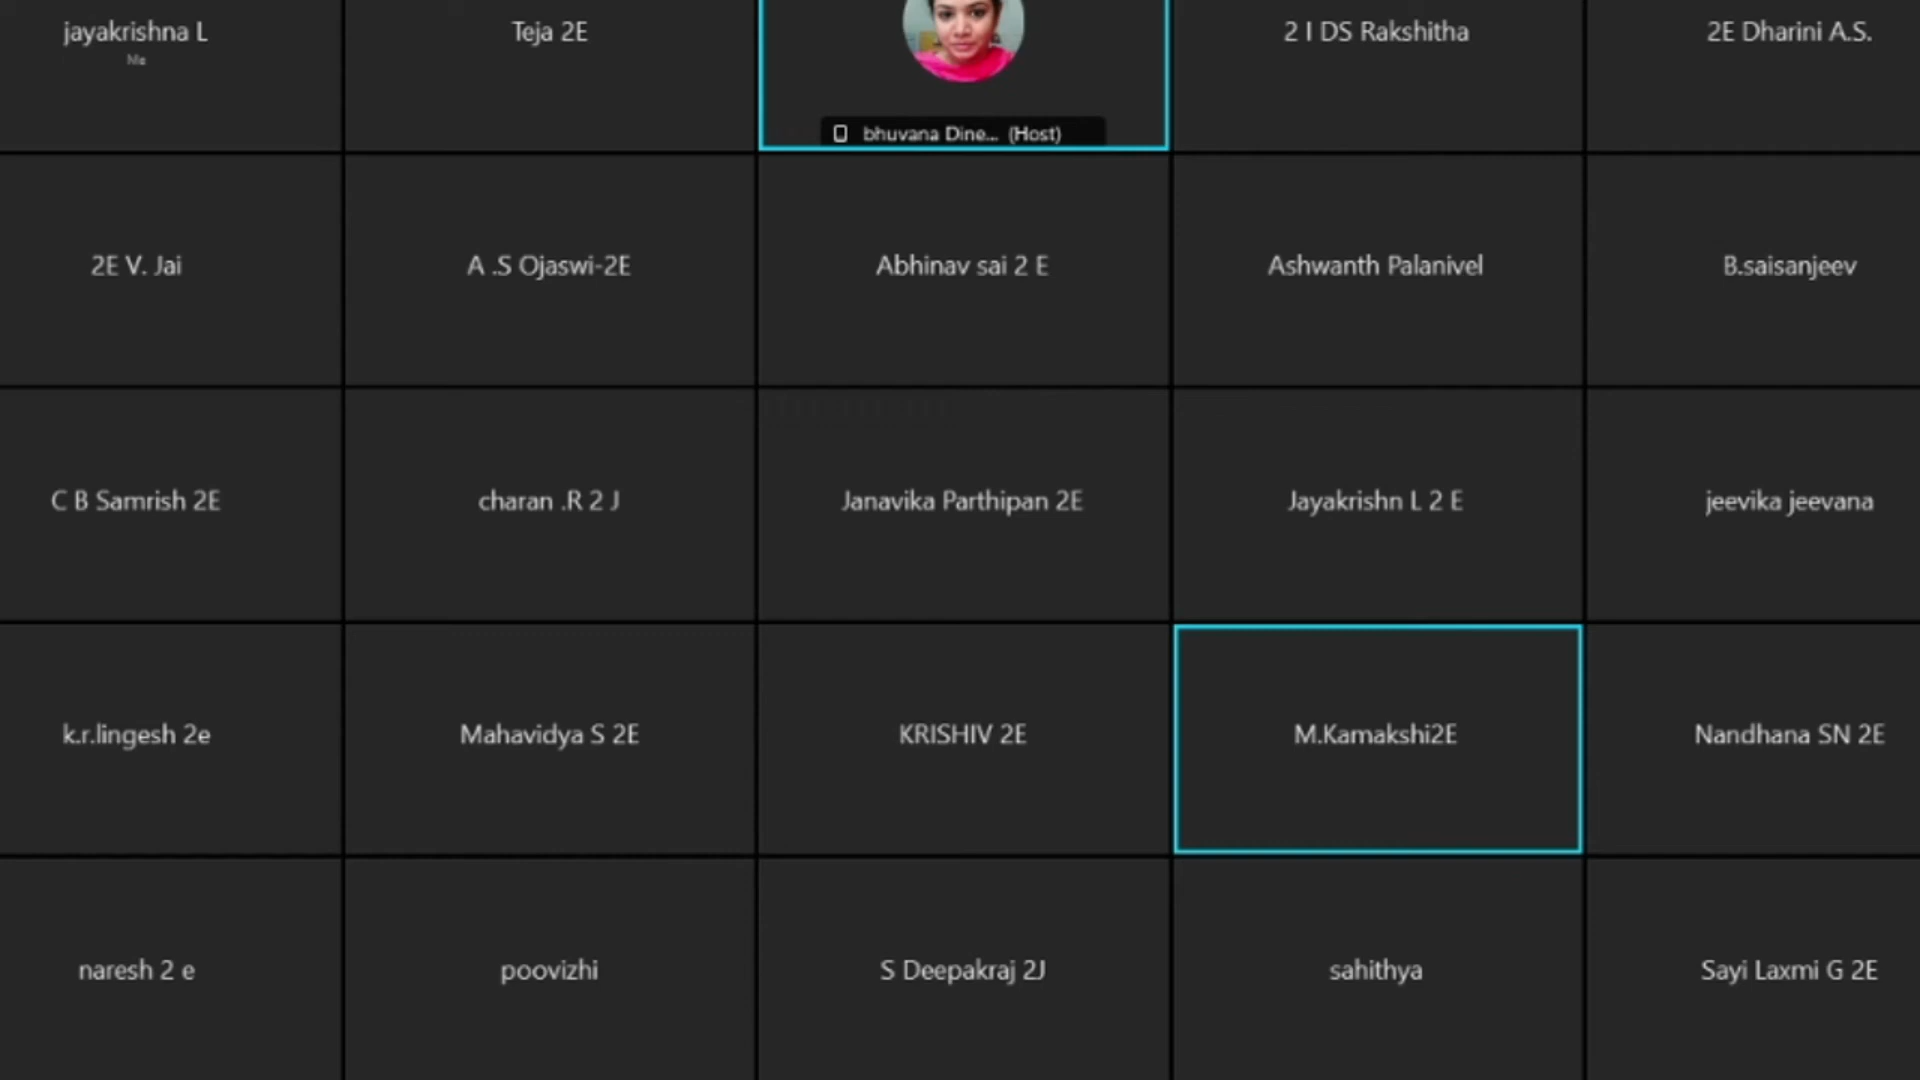 jayakrishna L
Me
Teja 2E
bhuvana Dine... (Host)
2 I DS Rakshitha
2E Dharini A.S.
2E V. Jai
A .S Ojaswi-2E
Abhinav sai 2 E
Ashwanth Palanivel
B.saisanjeev
C B Samrish 2E
charan .R 2 J
Janavika Parthipan 2E
Jayakrishn L 2 E
jeevika jeevana
k.r.lingesh 2e
Mahavidya S 2E
KRISHIV 2E
M.Kamakshi2E
Nandhana SN 2E
naresh 2 e
poovizhi
S Deepakraj 2J
sahithya
Sayi Laxmi G 2E